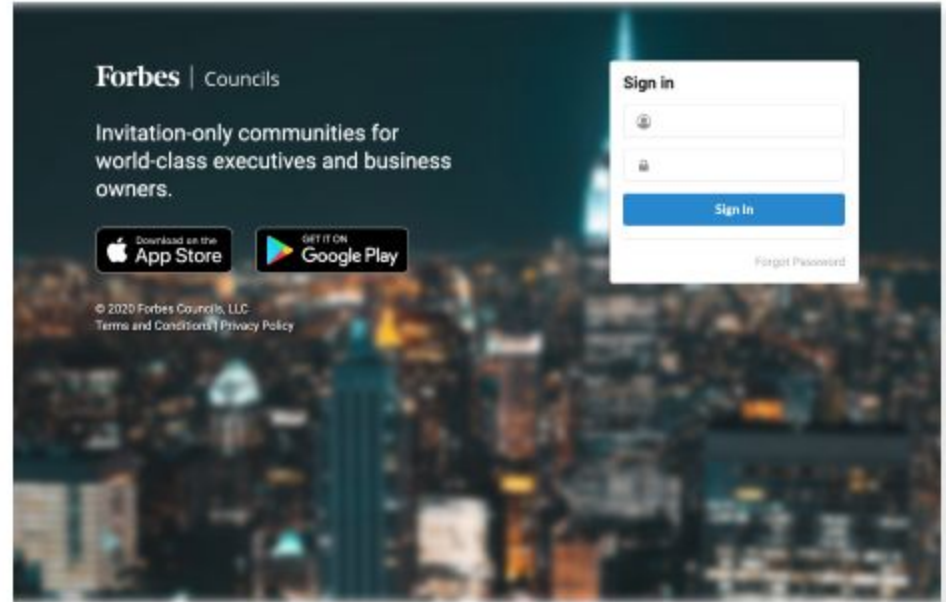 Forbes | Councils
Invitation-only communities for
world-class executives and business
owners.
Download on the
App Store
GET IT ON
Google Play
© 2020 Forbes Councils, LLC
Terms and Conditions | Privacy Policy
Sign in
Sign In
Forgot Password